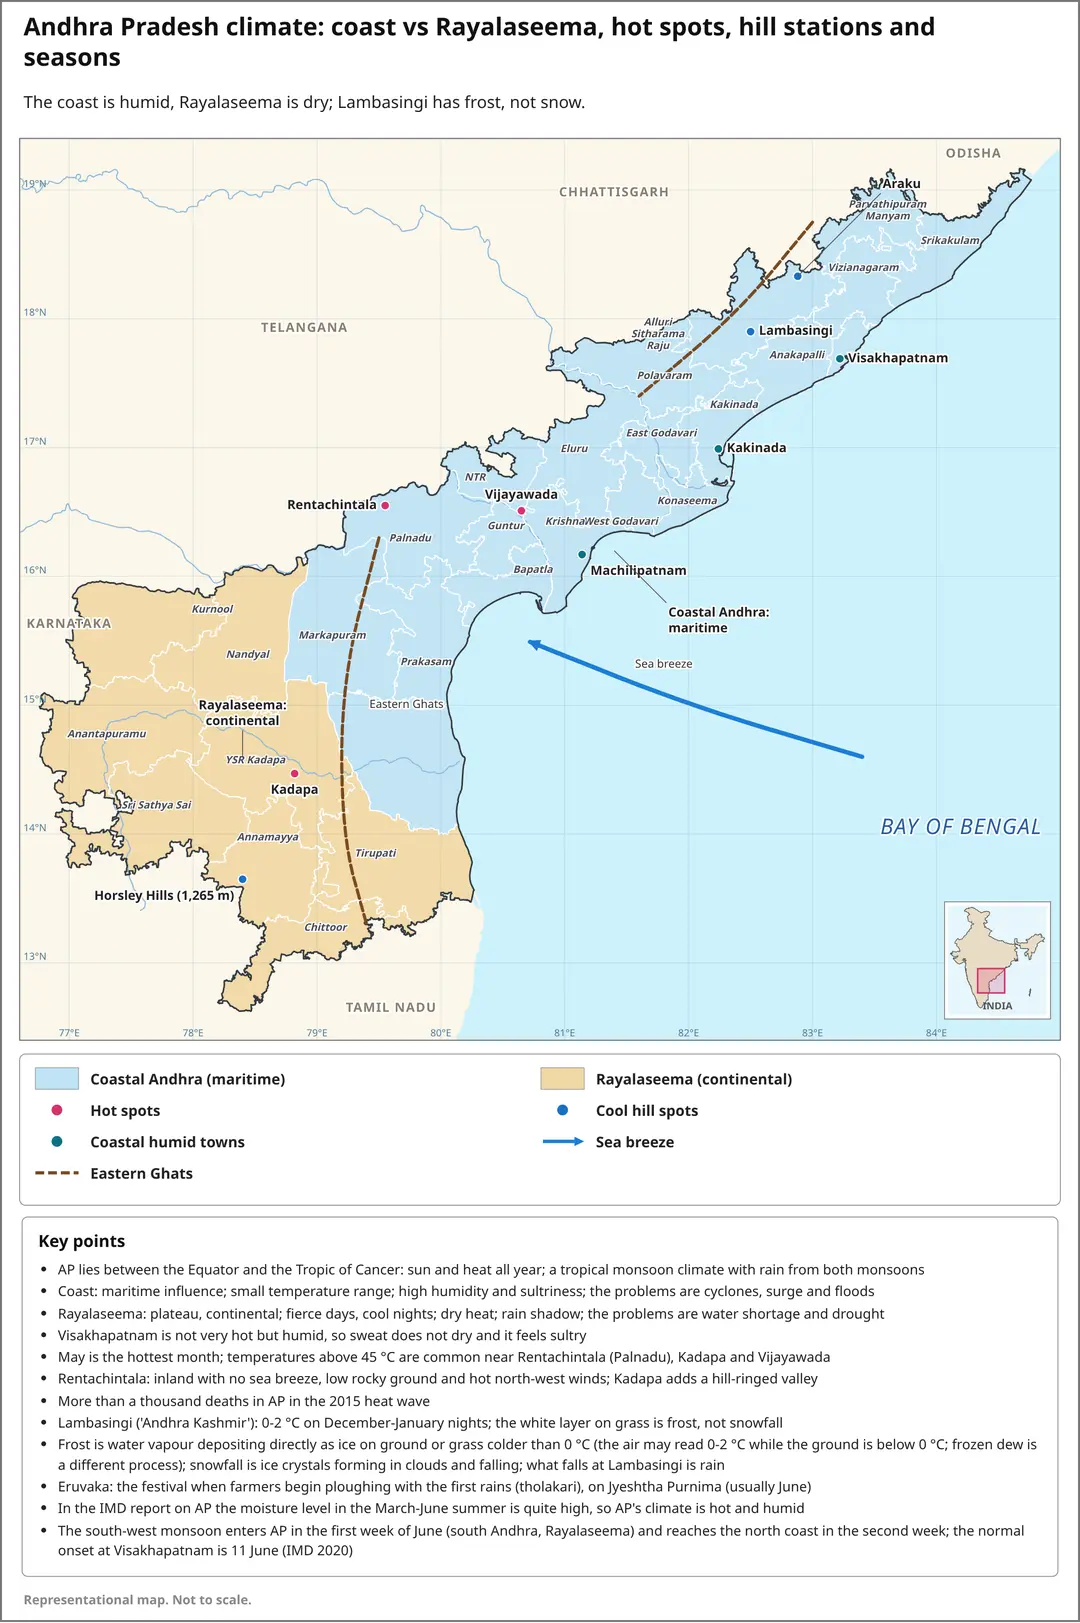 Andhra Pradesh climate: coast vs Rayalaseema, hot spots, hill stations and
seasons
The coast is humid, Rayalaseema is dry; Lambasingi has frost, not snow.
ODISHA
CHHATTISGARH
19°N
Araku
Parvathipuram
Manyam
Srikakulam
Vizianagaram
18°N
TELANGANA
Alluri
Sitharama
Raju
Lambasingi
Anakapalli
Visakhapatnam
Polavaram
Kakinada
17°N
East Godavari
Eluru
Kakinada
NTR
Vijayawada
Rentachintala
Konaseema
Guntur
Krishna
West Godavari
Palnadu
16°N
Bapatla
Machilipatnam
Kurnool
Coastal Andhra:
maritime
KARNATAKA
Markapuram
Nandyal
Prakasam
Sea breeze
15°N
Rayalaseema:
continental
Eastern Ghats
Anantapuramu
YSR Kadapa
Kadapa
Sri Sathya Sai
14°N
BAY OF BENGAL
Annamayya
Tirupati
Horsley Hills (1,265 m)
Chittoor
13°N
TAMIL NADU
INDIA
77°E
78°E
79°E
80°E
81°E
82°E
83°E
84°E
Coastal Andhra (maritime)
Rayalaseema (continental)
Hot spots
Cool hill spots
Coastal humid towns
Sea breeze
Eastern Ghats
Key points
• AP lies between the Equator and the Tropic of Cancer: sun and heat all year; a tropical monsoon climate with rain from both monsoons
• Coast: maritime influence; small temperature range; high humidity and sultriness; the problems are cyclones, surge and floods
• Rayalaseema: plateau, continental; fierce days, cool nights; dry heat; rain shadow; the problems are water shortage and drought
• Visakhapatnam is not very hot but humid, so sweat does not dry and it feels sultry
• May is the hottest month; temperatures above 45 °C are common near Rentachintala (Palnadu), Kadapa and Vijayawada
• Rentachintala: inland with no sea breeze, low rocky ground and hot north-west winds; Kadapa adds a hill-ringed valley
• More than a thousand deaths in AP in the 2015 heat wave
• Lambasingi ('Andhra Kashmir'): 0-2 °C on December-January nights; the white layer on grass is frost, not snowfall
• Frost is water vapour depositing directly as ice on ground or grass colder than 0 °C (the air may read 0-2 °C while the ground is below 0 °C; frozen dew is
a different process); snowfall is ice crystals forming in clouds and falling; what falls at Lambasingi is rain
• Eruvaka: the festival when farmers begin ploughing with the first rains (tholakari), on Jyeshtha Purnima (usually June)
• In the IMD report on AP the moisture level in the March-June summer is quite high, so AP's climate is hot and humid
• The south-west monsoon enters AP in the first week of June (south Andhra, Rayalaseema) and reaches the north coast in the second week; the normal
onset at Visakhapatnam is 11 June (IMD 2020)
Representational map. Not to scale.